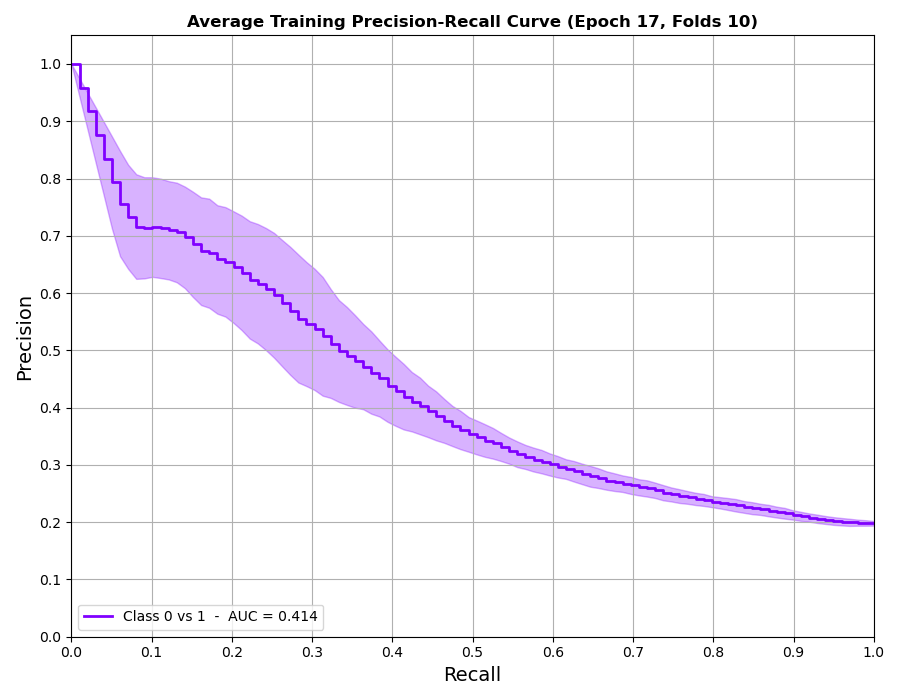 Average Training Precision-Recall Curve (Epoch 17, Folds 10)
Precision
1.0
0.9
0.8
0.7
0.6
0.5
0.4
0.3
0.2
0.1
0.0
Class 0 vs 1 - AUC = 0.414
0.0 0.1 0.2 0.3 0.4 0.5 0.6 0.7 0.8 0.9 1.0
Recall